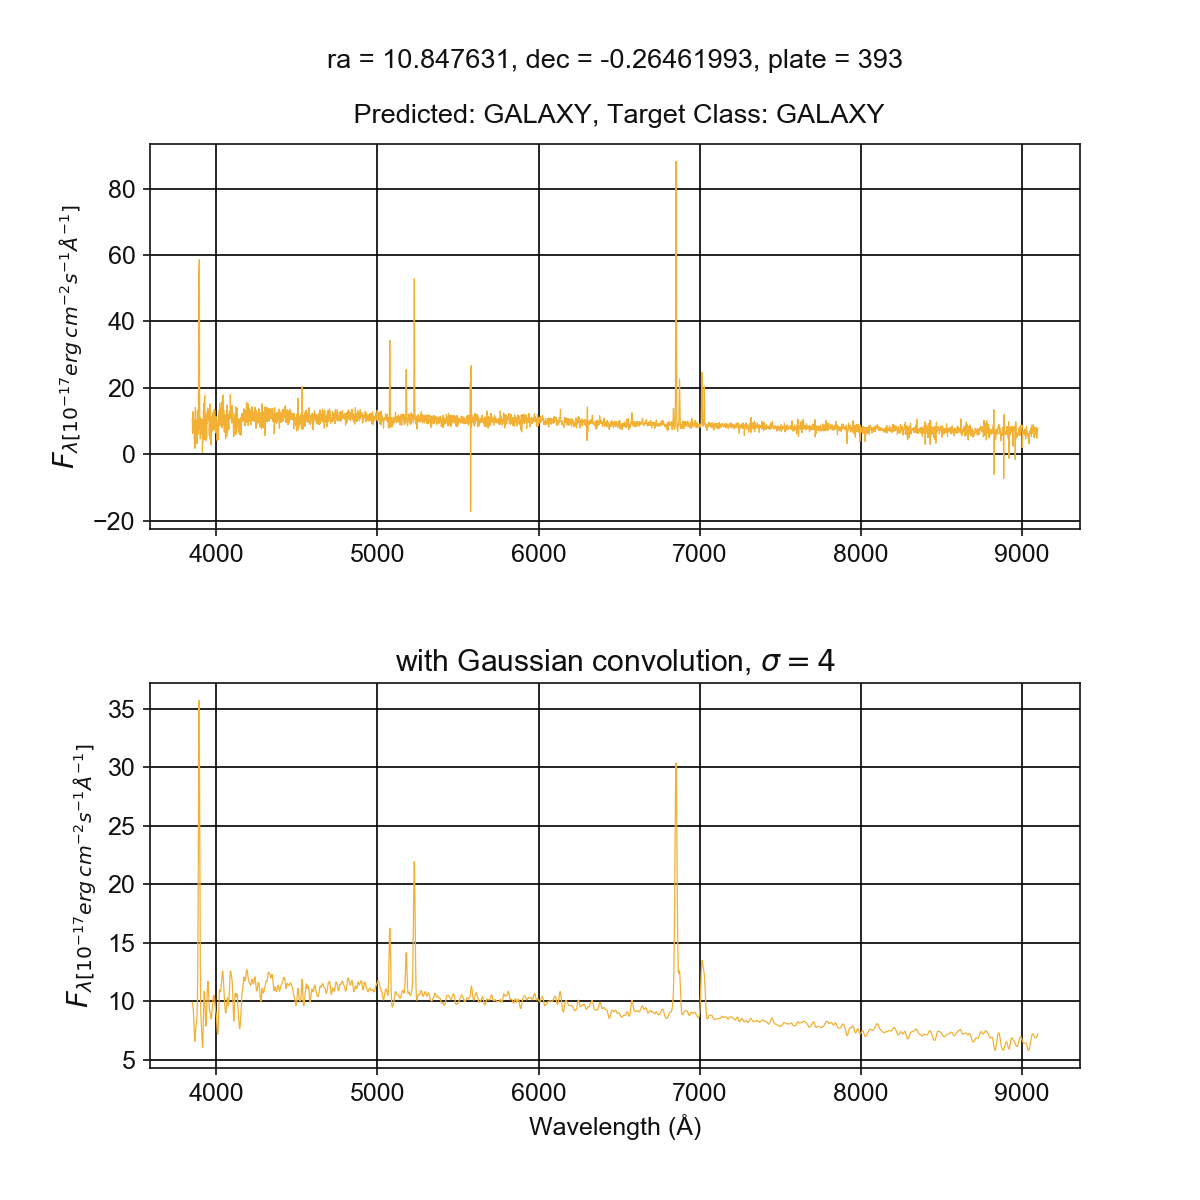 ra = 10.847631, dec = -0.26461993, plate = 393
Predicted: GALAXY, Target Class: GALAXY
80
60
40
20
0
−20
F_λ[10^{−17} erg cm^{−2} s^{−1} Å^{−1}]
4000 5000 6000 7000 8000 9000
with Gaussian convolution, σ = 4
35
30
25
20
15
10
5
F_λ[10^{−17} erg cm^{−2} s^{−1} Å^{−1}]
4000 5000 6000 7000 8000 9000
Wavelength (Å)